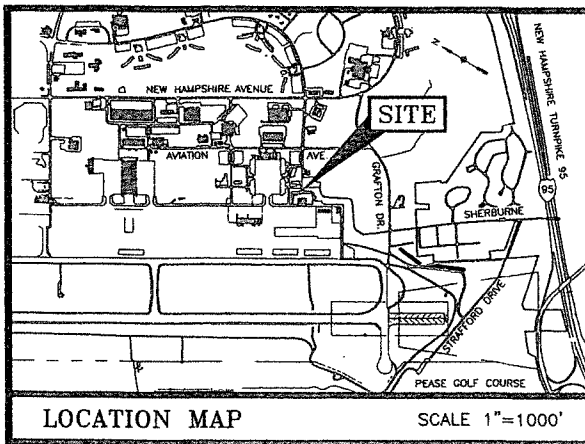 NEW HAMPSHIRE TURNPIKE 95
N
NEW HAMPSHIRE AVENUE
SITE
AVIATION AVE
GRAFTON DR.
95
SHERBURNE
STRAFFORD DRIVE
PEASE GOLF COURSE
LOCATION MAP
SCALE 1"=1000'